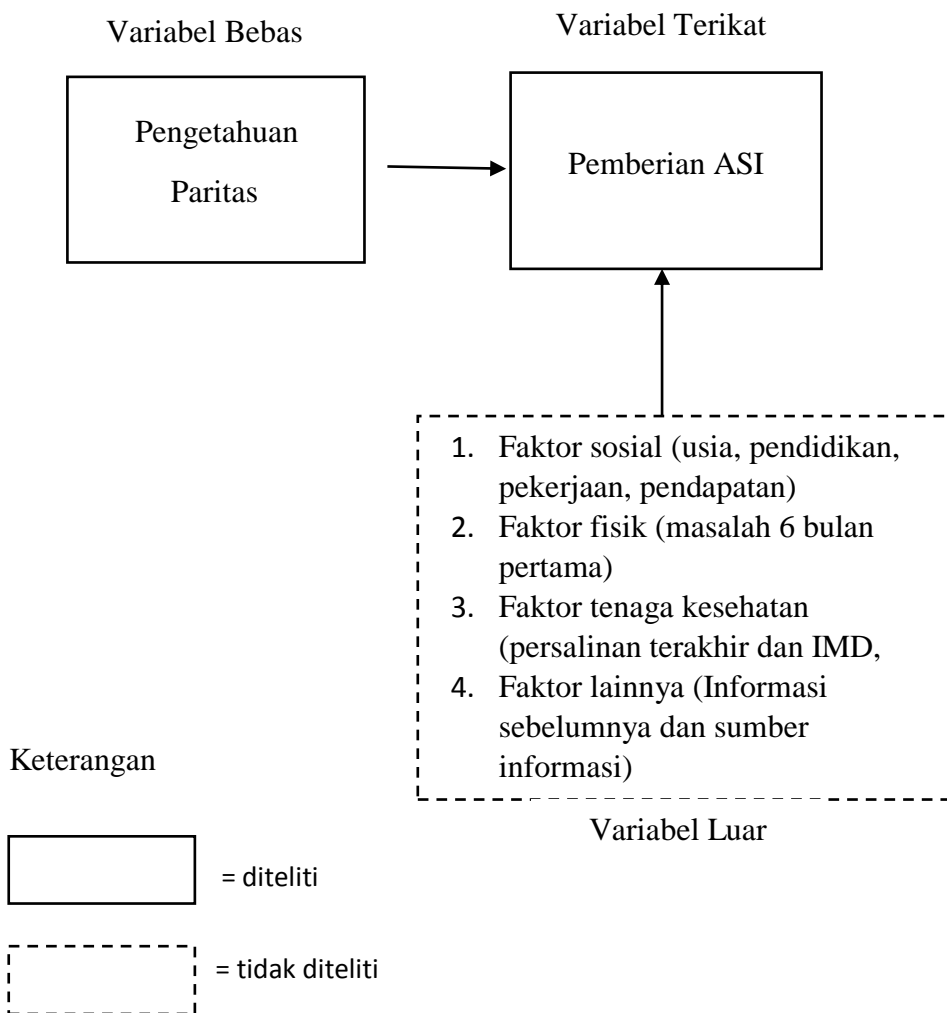 Variabel Bebas
Variabel Terikat
Pengetahuan
Paritas
Pemberian ASI
1. Faktor sosial (usia, pendidikan,
pekerjaan, pendapatan)
2. Faktor fisik (masalah 6 bulan
pertama)
3. Faktor tenaga kesehatan
(persalinan terakhir dan IMD,
4. Faktor lainnya (Informasi
sebelumnya dan sumber
informasi)
Variabel Luar
Keterangan
= diteliti
= tidak diteliti